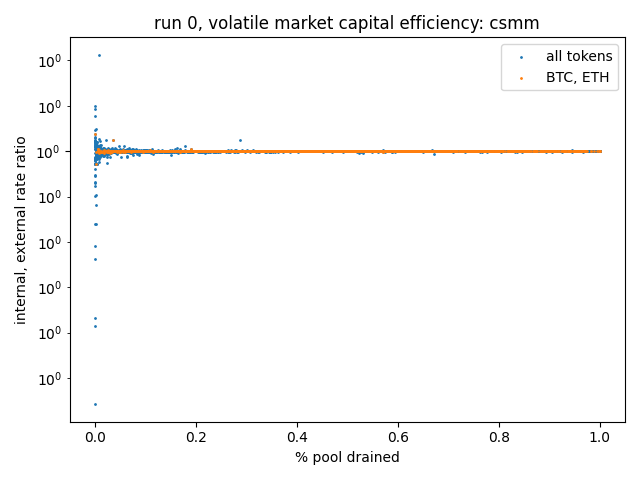 run 0, volatile market capital efficiency: csmm
all tokens
BTC, ETH
internal, external rate ratio
10⁰
10⁰
10⁰
10⁰
10⁰
10⁰
10⁰
10⁰
0.0 0.2 0.4 0.6 0.8 1.0
% pool drained